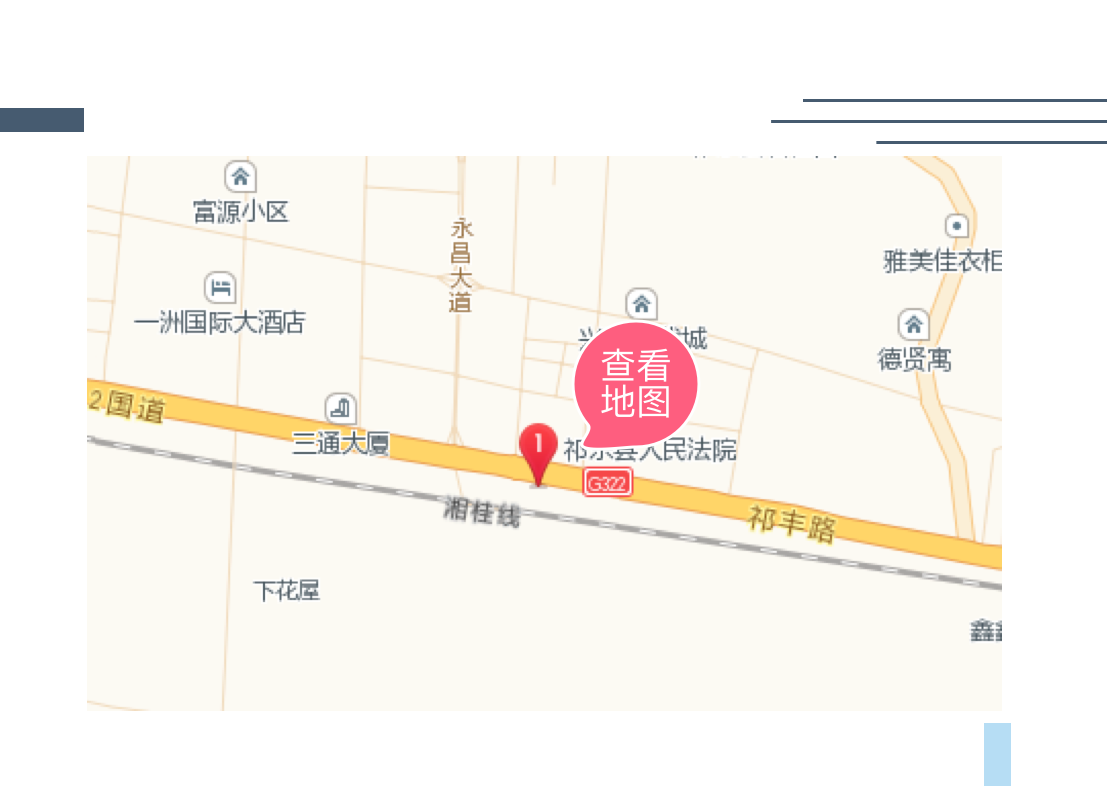 富源小区
永昌大道
雅美佳衣柜
一洲国际大酒店
德贤寓
城
查看
地图
2国道
三通大厦
1
祁东县人民法院
G322
湘桂线
祁丰路
下花屋
鑫